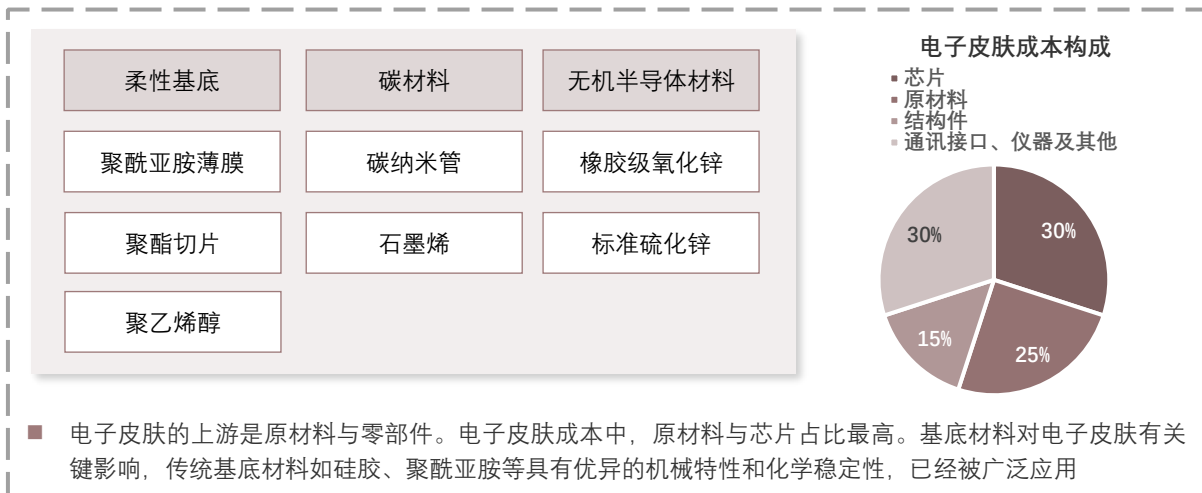 柔性基底
碳材料
无机半导体材料
聚酰亚胺薄膜
碳纳米管
橡胶级氧化锌
聚酯切片
石墨烯
标准硫化锌
聚乙烯醇
电子皮肤成本构成
芯片
原材料
结构件
通讯接口、仪器及其他
30%
30%
15%
25%
电子皮肤的上游是原材料与零部件。电子皮肤成本中，原材料与芯片占比最高。基底材料对电子皮肤有关
键影响，传统基底材料如硅胶、聚酰亚胺等具有优异的机械特性和化学稳定性，已经被广泛应用